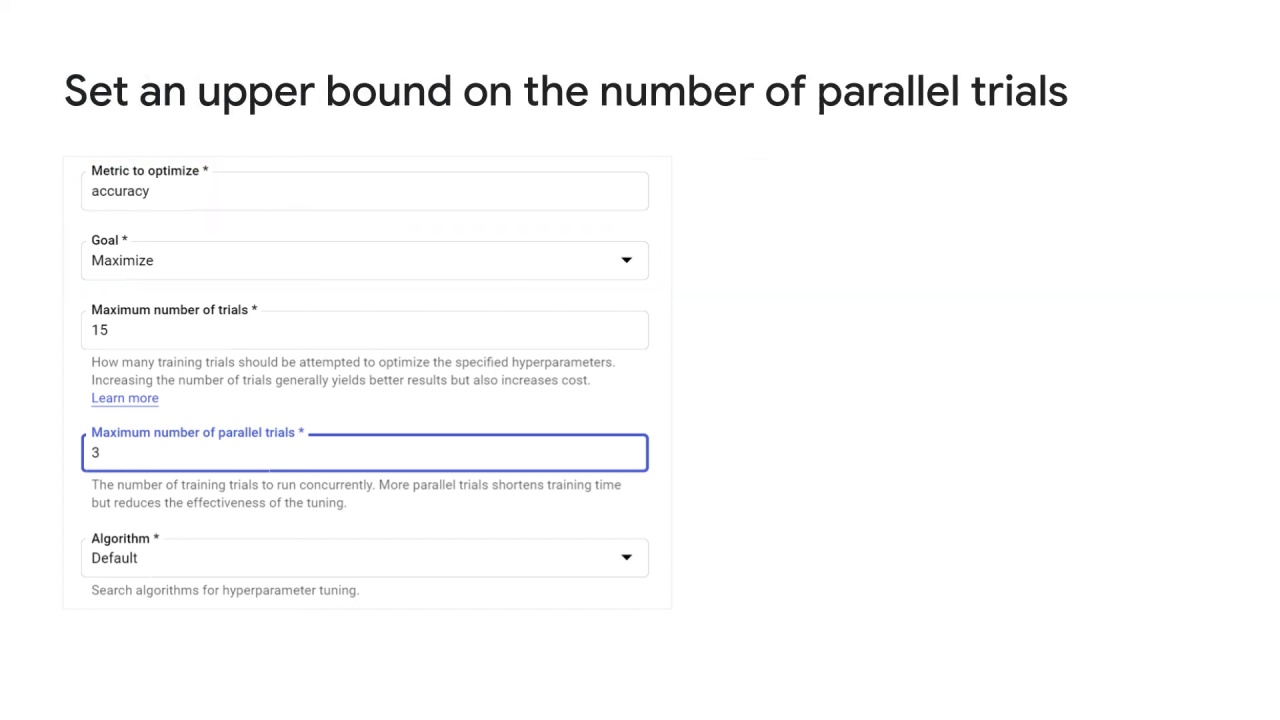 Set an upper bound on the number of parallel trials
Metric to optimize *
accuracy
Goal *
Maximize
Maximum number of trials *
15
How many training trials should be attempted to optimize the specified hyperparameters.
Increasing the number of trials generally yields better results but also increases cost.
Learn more
Maximum number of parallel trials *
3
The number of training trials to run concurrently. More parallel trials shortens training time
but reduces the effectiveness of the tuning.
Algorithm *
Default
Search algorithms for hyperparameter tuning.